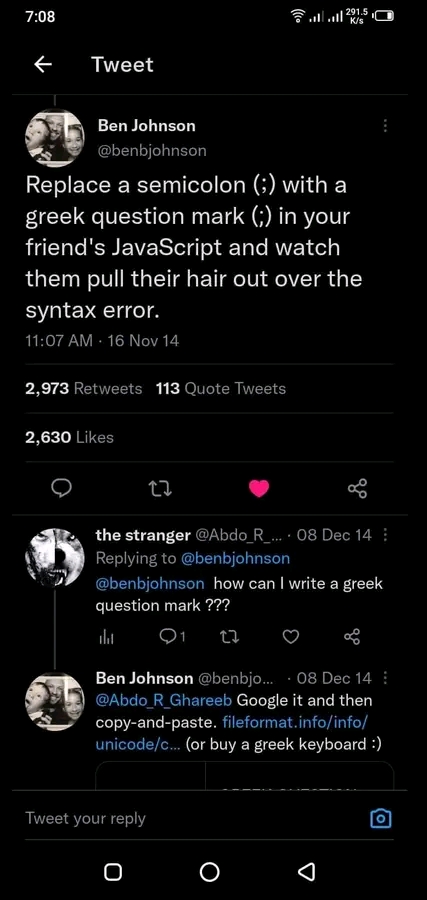 7:08
291.5
K/s
Tweet
Ben Johnson
@benbjohnson
Replace a semicolon (;) with a
greek question mark (;) in your
friend's JavaScript and watch
them pull their hair out over the
syntax error.
11:07 AM · 16 Nov 14
2,973 Retweets 113 Quote Tweets
2,630 Likes
the stranger @Abdo_R_... · 08 Dec 14
Replying to @benbjohnson
@benbjohnson how can I write a greek
question mark ???
1
Ben Johnson @benbjo... · 08 Dec 14
@Abdo_R_Ghareeb Google it and then
copy-and-paste. fileformat.info/info/
unicode/c... (or buy a greek keyboard :)
Tweet your reply